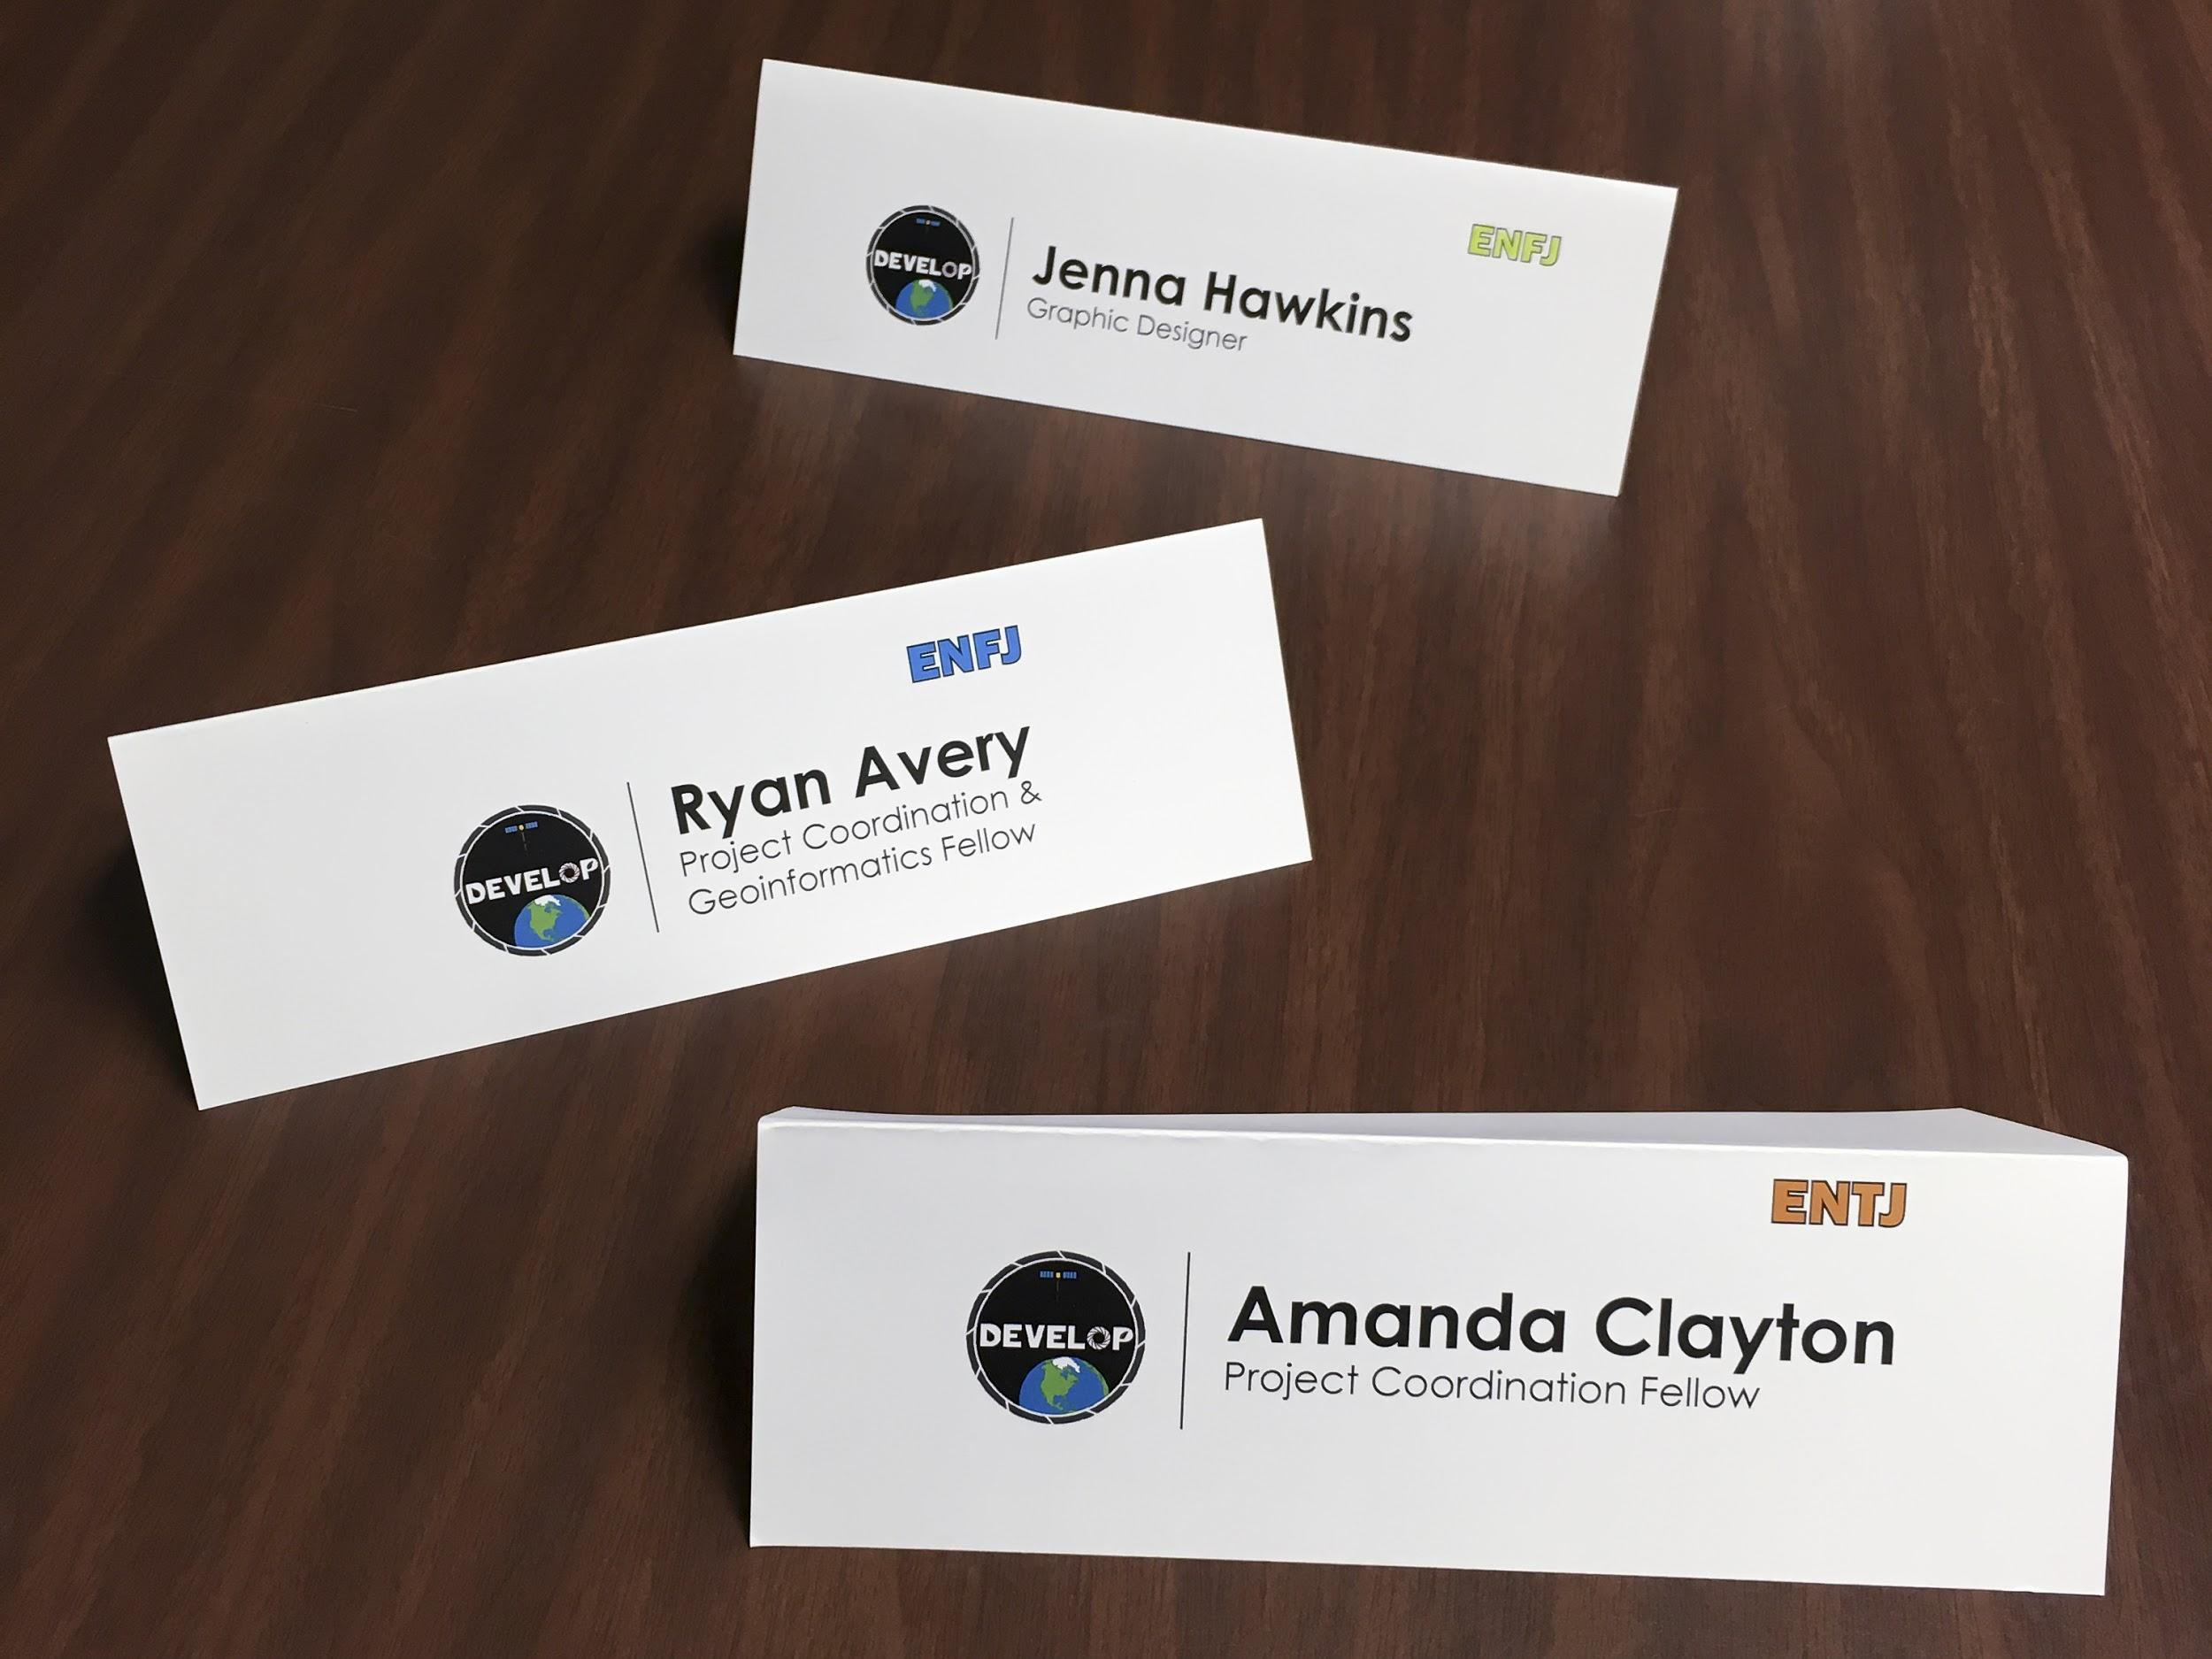 ENFJ
DEVELOP
Jenna Hawkins
Graphic Designer
ENFJ
DEVELOP
Ryan Avery
Project Coordination &
Geoinformatics Fellow
ENTJ
DEVELOP
Amanda Clayton
Project Coordination Fellow